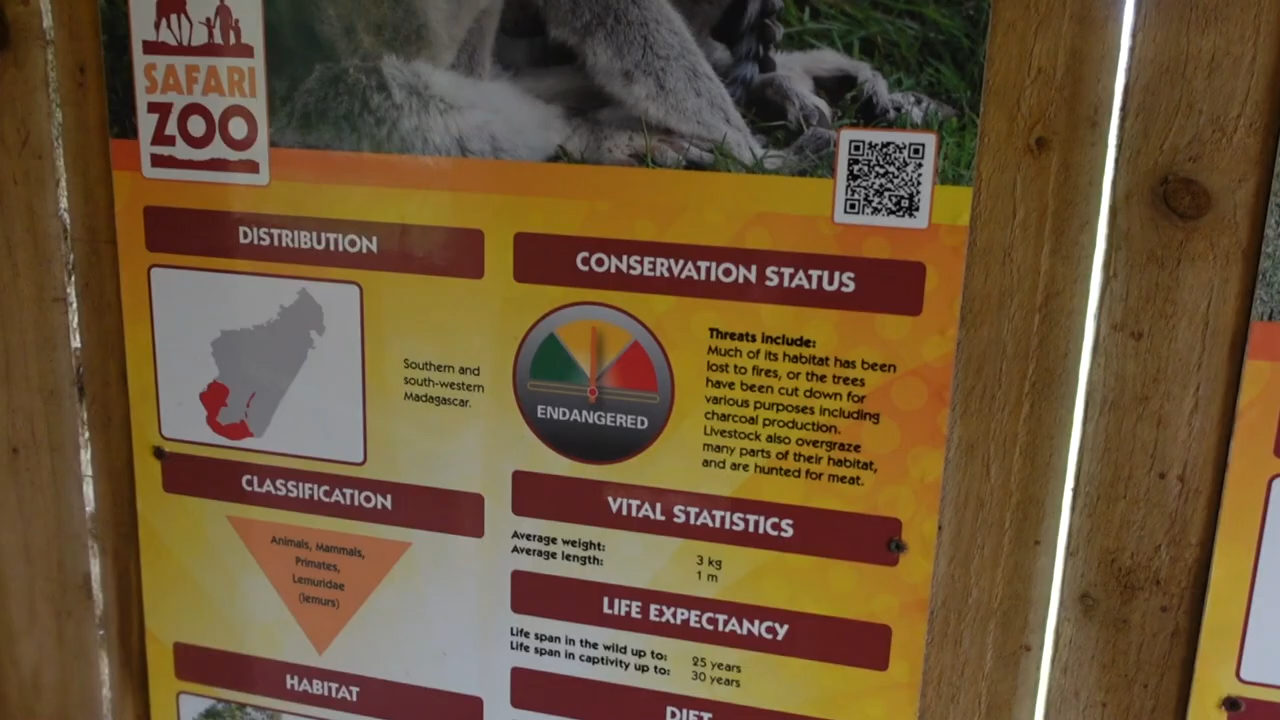 SAFARI
ZOO
DISTRIBUTION
Southern and
south-western
Madagascar.
CLASSIFICATION
Animals, Mammals,
Primates,
Lemuridae
(lemurs)
HABITAT
CONSERVATION STATUS
ENDANGERED
Threats include:
Much of its habitat has been
lost to fires, or the trees
have been cut down for
various purposes including
charcoal production.
Livestock also overgraze
many parts of their habitat,
and are hunted for meat.
VITAL STATISTICS
Average weight: 3 kg
Average length: 1 m
LIFE EXPECTANCY
Life span in the wild up to: 25 years
Life span in captivity up to: 30 years
DIET